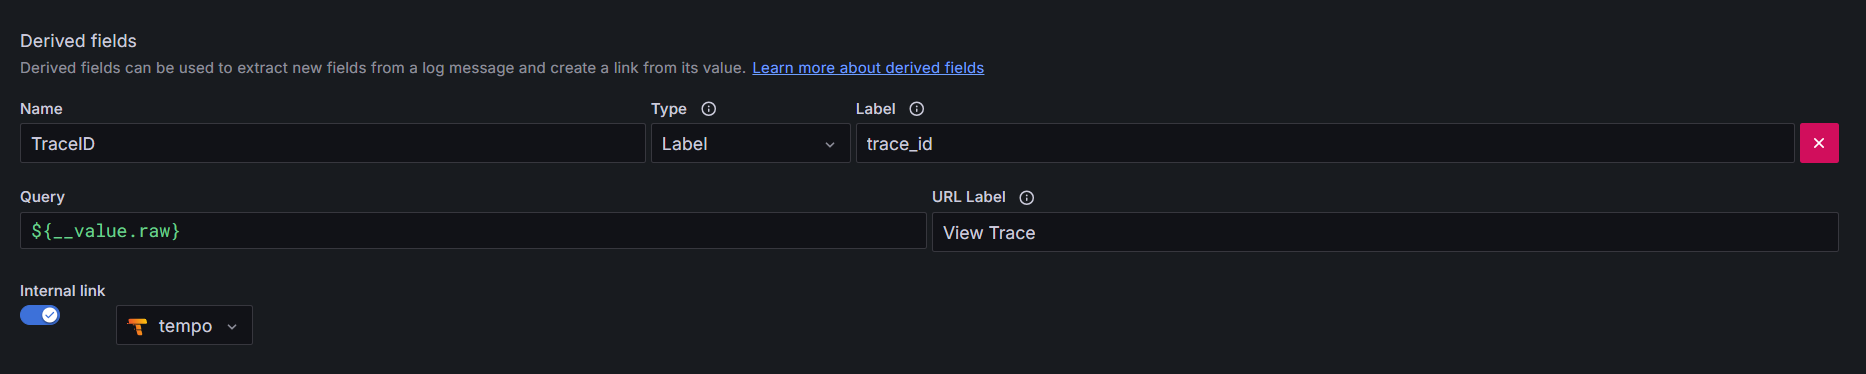 Derived fields
Derived fields can be used to extract new fields from a log message and create a link from its value. Learn more about derived fields
Name Type Label
TraceID Label trace_id
Query URL Label
${__value.raw} View Trace
Internal link
tempo